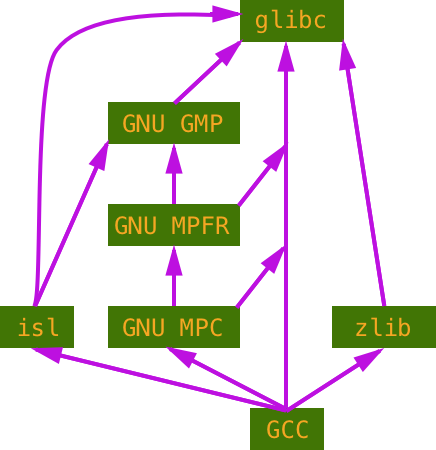 glibc
GNU GMP
GNU MPFR
isl
GNU MPC
zlib
GCC